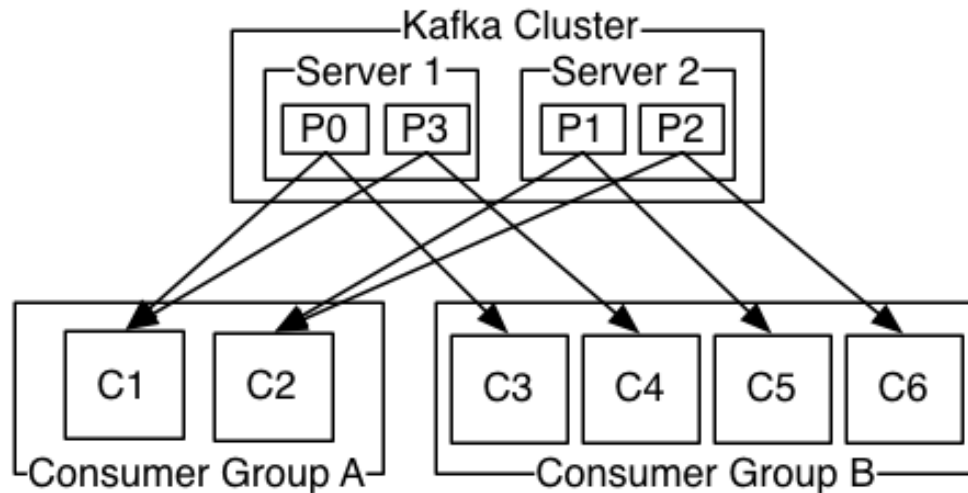 Kafka Cluster
Server 1
Server 2
P0
P3
P1
P2
C1
C2
C3
C4
C5
C6
Consumer Group A
Consumer Group B